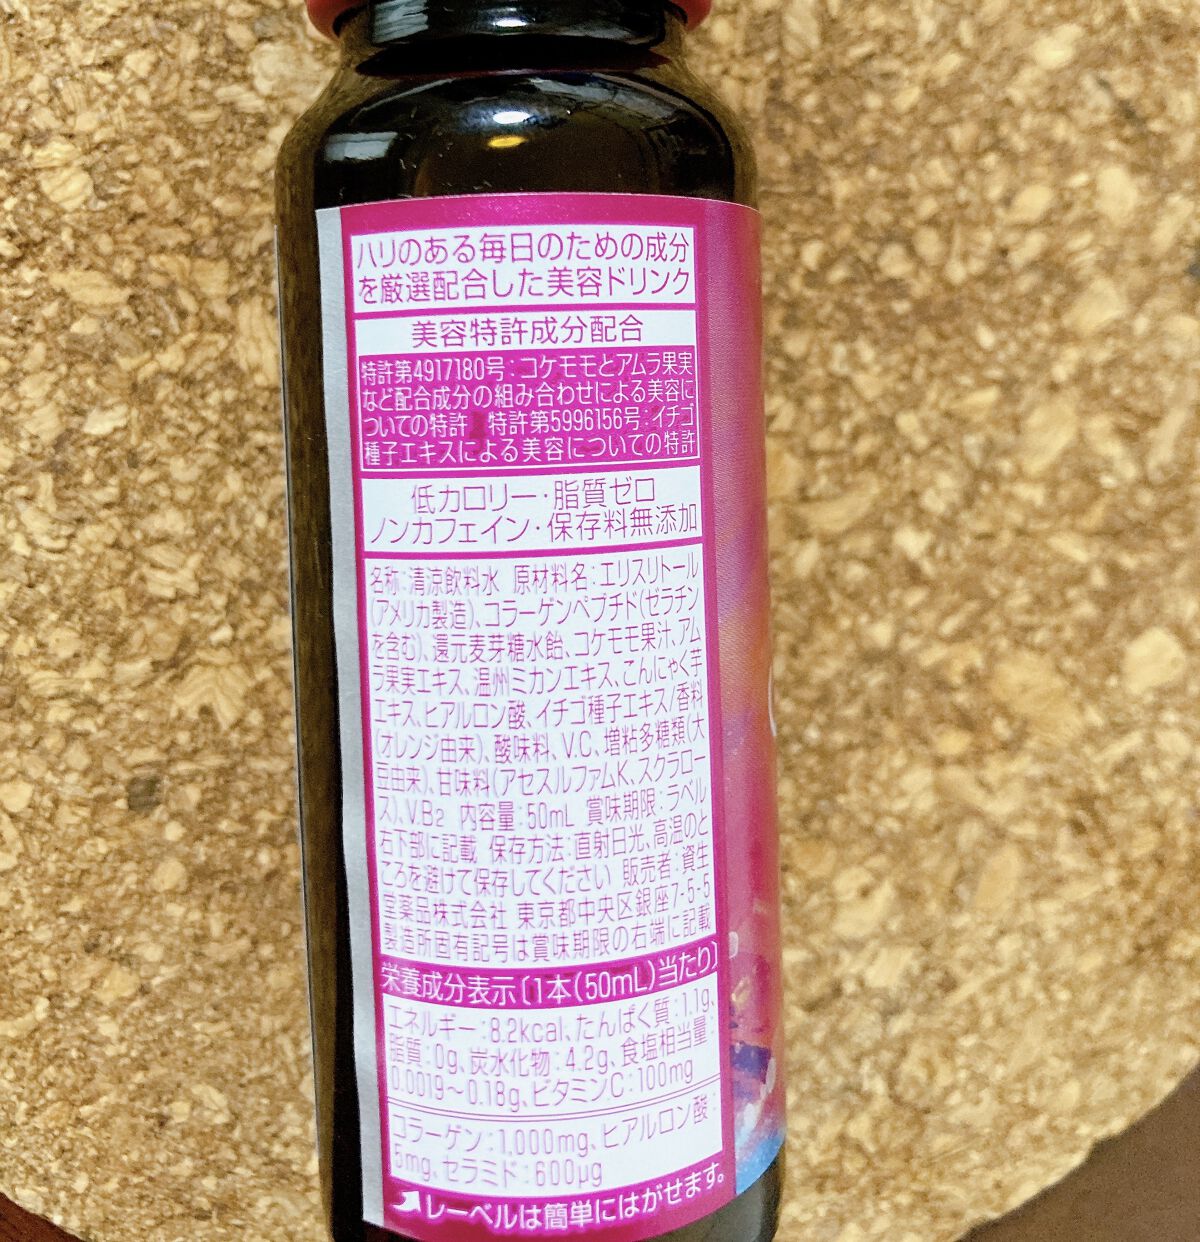 ハリのある毎日のための成分
を厳選配合した美容ドリンク
美容特許成分配合
特許第4917180号:コケモモとアムラ果実
など配合成分の組み合わせによる美容に
ついての特許 特許第5996156号:イチゴ
種子エキスによる美容についての特許
低カロリー・脂質ゼロ
ノンカフェイン・保存料無添加
名称:清涼飲料水 原材料名:エリスリトール
(アメリカ製造)、コラーゲンペプチド(ゼラチン
を含む)、還元麦芽糖水飴、コケモモ果汁、アム
ラ果実エキス、温州ミカンエキス、こんにゃく芋
エキス、ヒアルロン酸、イチゴ種子エキス/香料
(オレンジ由来)、酸味料、V.C、増粘多糖類(大
豆由来)、甘味料(アセスルファムK、スクラロー
ス)、V.B2 内容量:50mL 賞味期限:ラベル
右下部に記載 保存方法:直射日光、高温のと
ころを避けて保存してください 販売者:資生
堂薬品株式会社 東京都中央区銀座7-5-5
製造所固有記号は賞味期限の右端に記載
栄養成分表示〔1本(50mL)当たり〕
エネルギー:8.2kcal、たんぱく質:1.1g、
脂質:0g、炭水化物:4.2g、食塩相当量:
0.0019～0.18g、ビタミンC:100mg
コラーゲン:1,000mg、ヒアルロン酸:
5mg、セラミド:600μg
レーベルは簡単にはがせます。